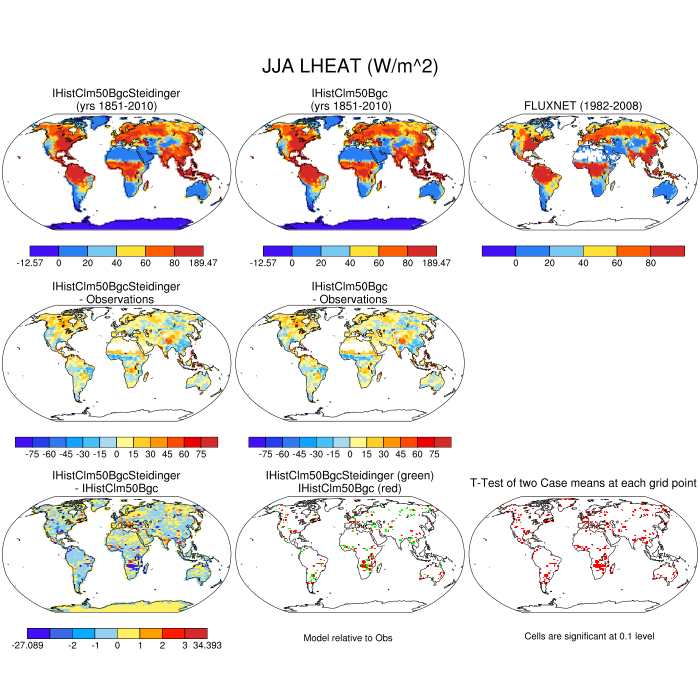 JJA LHEAT (W/m^2)
IHistClm50BgcSteidinger
(yrs 1851-2010)
IHistClm50Bgc
(yrs 1851-2010)
FLUXNET (1982-2008)
-12.57 0 20 40 60 80 189.47
-12.57 0 20 40 60 80 189.47
0 20 40 60 80
IHistClm50BgcSteidinger
- Observations
IHistClm50Bgc
- Observations
-75 -60 -45 -30 -15 0 15 30 45 60 75
-75 -60 -45 -30 -15 0 15 30 45 60 75
IHistClm50BgcSteidinger
- IHistClm50Bgc
IHistClm50BgcSteidinger (green)
IHistClm50Bgc (red)
T-Test of two Case means at each grid point
-27.089 -2 -1 0 1 2 3 34.393
Model relative to Obs
Cells are significant at 0.1 level